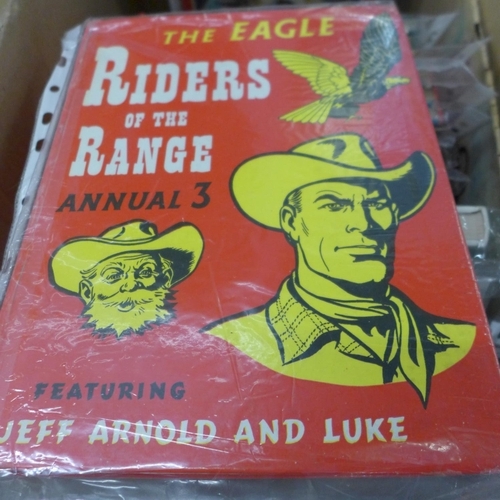 THE EAGLE
RIDERS
OF THE
RANGE
ANNUAL 3
FEATURING
JEFF ARNOLD AND LUKE